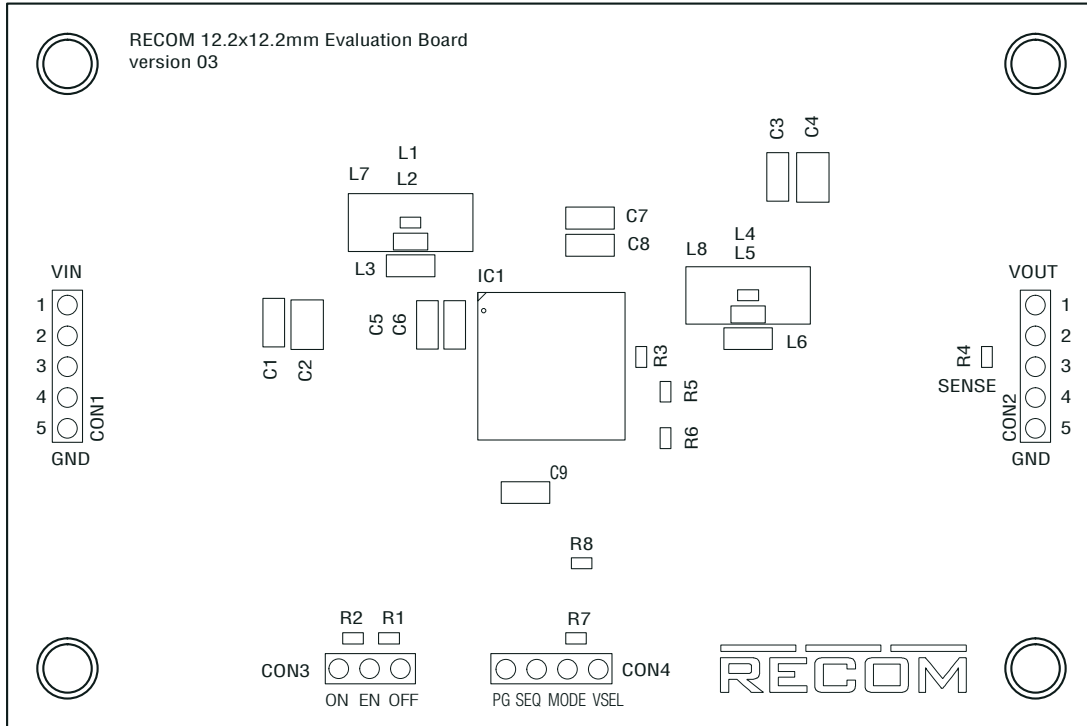 RECOM 12.2x12.2mm Evaluation Board
version 03
C3
C4
L1
L7
L2
C7
C8
L4
L8
L5
L3
IC1
VIN
VOUT
1
2
3
4
5
CON1
GND
C1
C2
C5
C6
R3
R5
R6
L6
R4
SENSE
1
2
3
4
5
CON2
GND
C9
R8
R2
R1
R7
CON3
ON EN OFF
CON4
PG SEQ MODE VSEL
RECOM